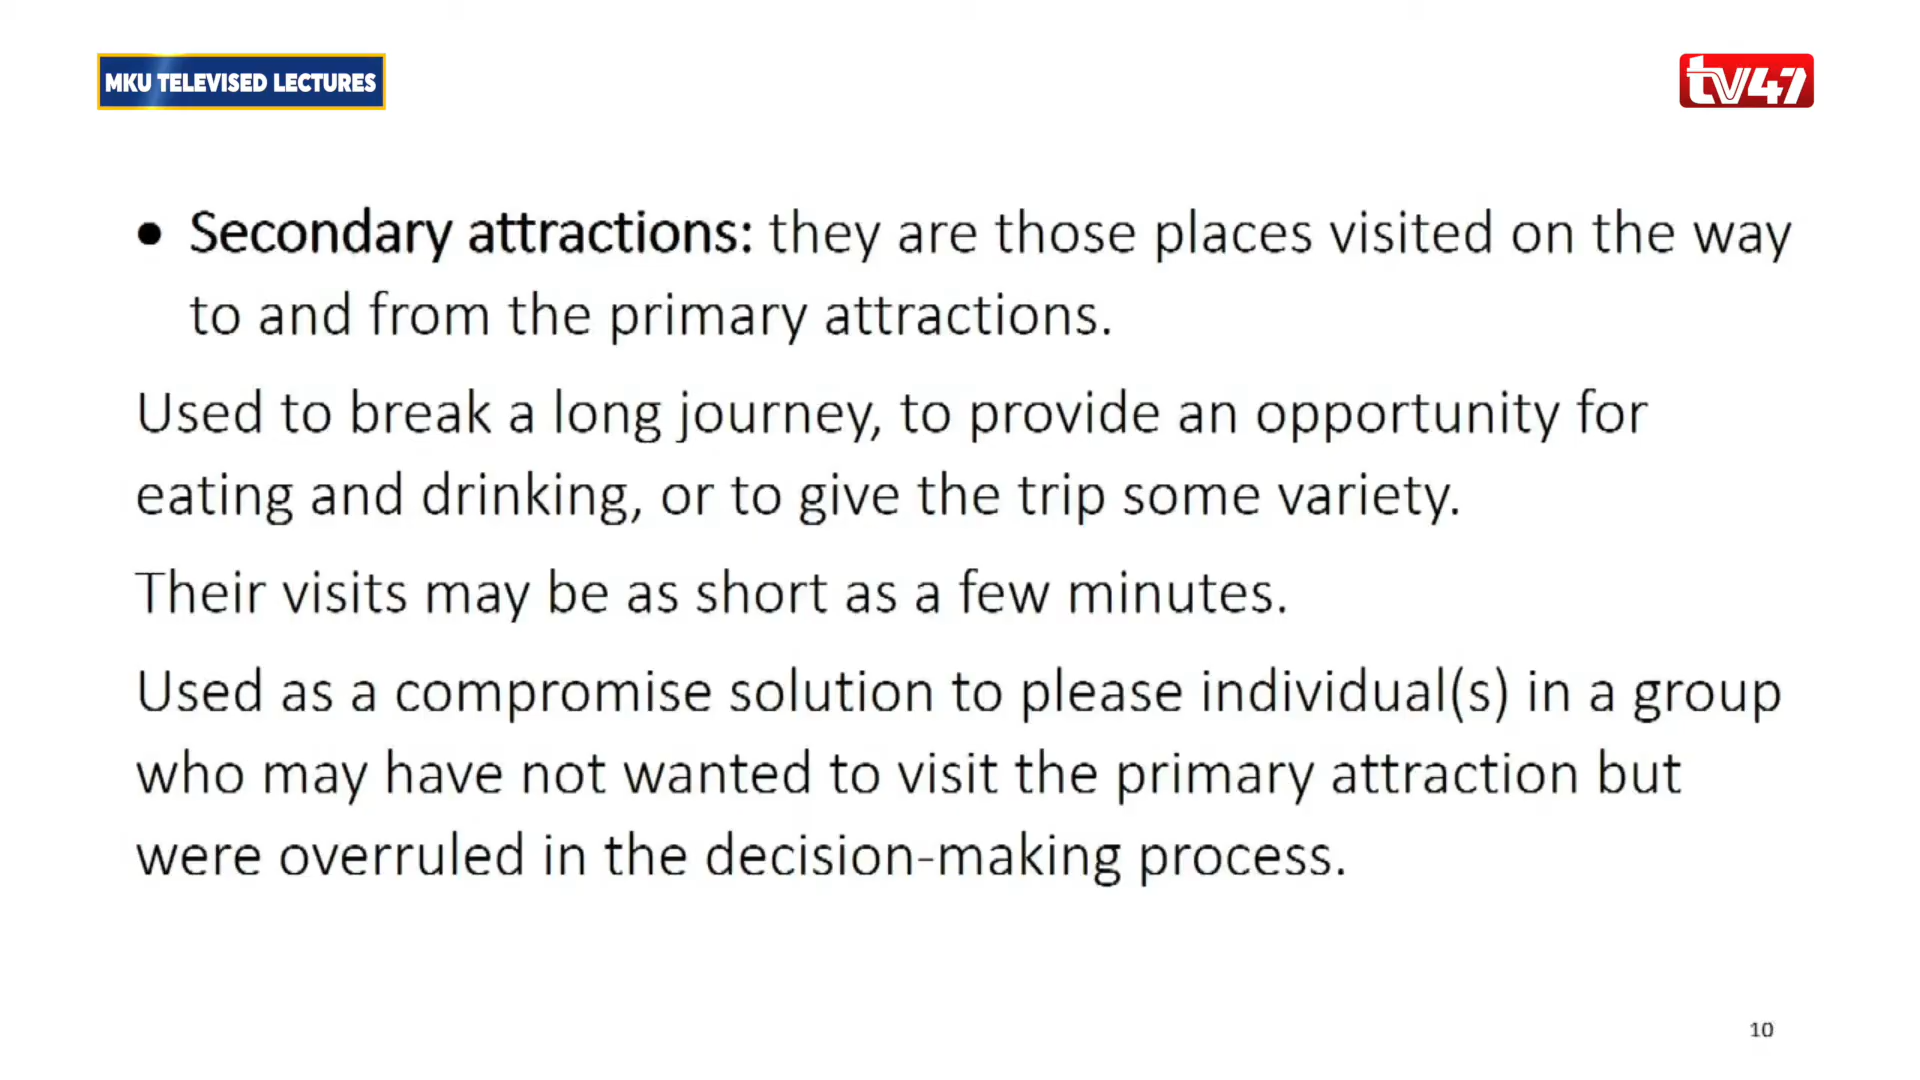 MKU TELEVISED LECTURES
tv47
• Secondary attractions: they are those places visited on the way
to and from the primary attractions.
Used to break a long journey, to provide an opportunity for
eating and drinking, or to give the trip some variety.
Their visits may be as short as a few minutes.
Used as a compromise solution to please individual(s) in a group
who may have not wanted to visit the primary attraction but
were overruled in the decision-making process.
10